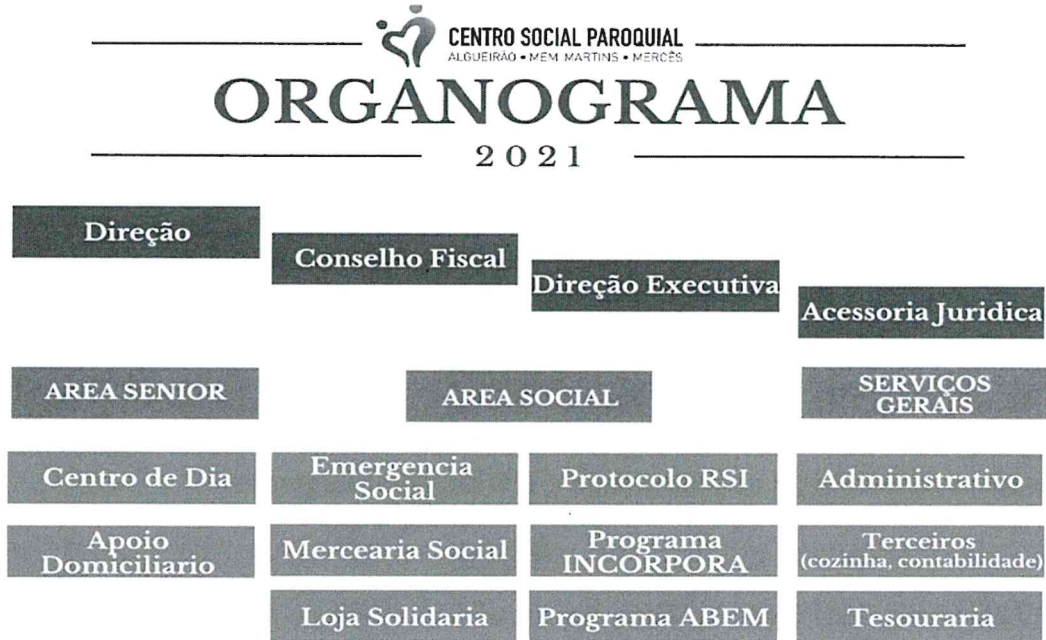 CENTRO SOCIAL PAROQUIAL
ALGUEIRÃO • MEM MARTINS • MERCÊS
ORGANOGRAMA
2021
Direção
Conselho Fiscal
Direção Executiva
Acessoria Juridica
AREA SENIOR
AREA SOCIAL
SERVIÇOS
GERAIS
Centro de Dia
Emergencia
Social
Protocolo RSI
Administrativo
Apoio
Domiciliario
Mercearia Social
Programa
INCORPORA
Terceiros
(cozinha, contabilidade)
Loja Solidaria
Programa ABEM
Tesouraria